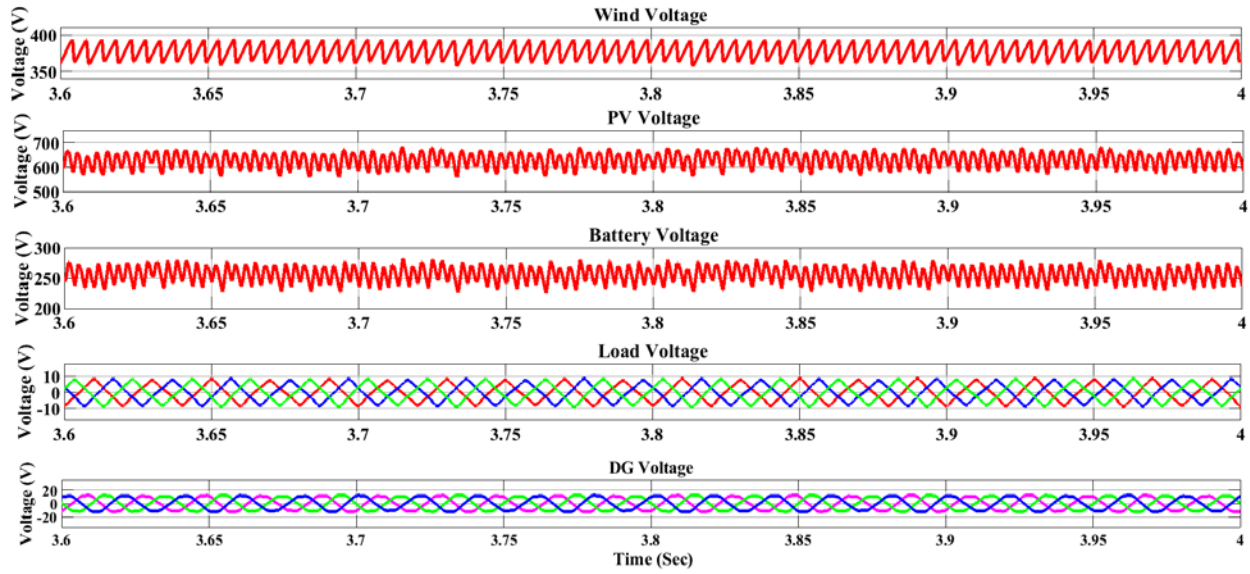 Wind Voltage
Voltage (V)
400
350
3.6 3.65 3.7 3.75 3.8 3.85 3.9 3.95 4
PV Voltage
Voltage (V)
700
600
500
3.6 3.65 3.7 3.75 3.8 3.85 3.9 3.95 4
Battery Voltage
Voltage (V)
300
250
200
3.6 3.65 3.7 3.75 3.8 3.85 3.9 3.95 4
Load Voltage
Voltage (V)
10
0
-10
3.6 3.65 3.7 3.75 3.8 3.85 3.9 3.95 4
DG Voltage
Voltage (V)
20
0
-20
3.6 3.65 3.7 3.75 3.8 3.85 3.9 3.95 4
Time (Sec)